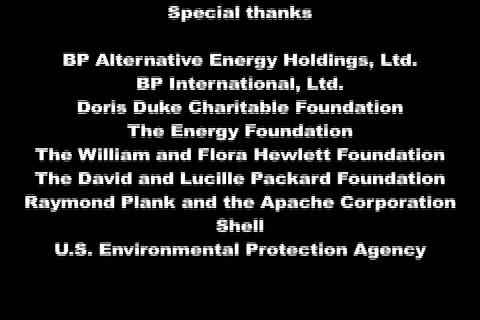 Special thanks
BP Alternative Energy Holdings, Ltd.
BP International, Ltd.
Doris Duke Charitable Foundation
The Energy Foundation
The William and Flora Hewlett Foundation
The David and Lucille Packard Foundation
Raymond Plank and the Apache Corporation
Shell
U.S. Environmental Protection Agency